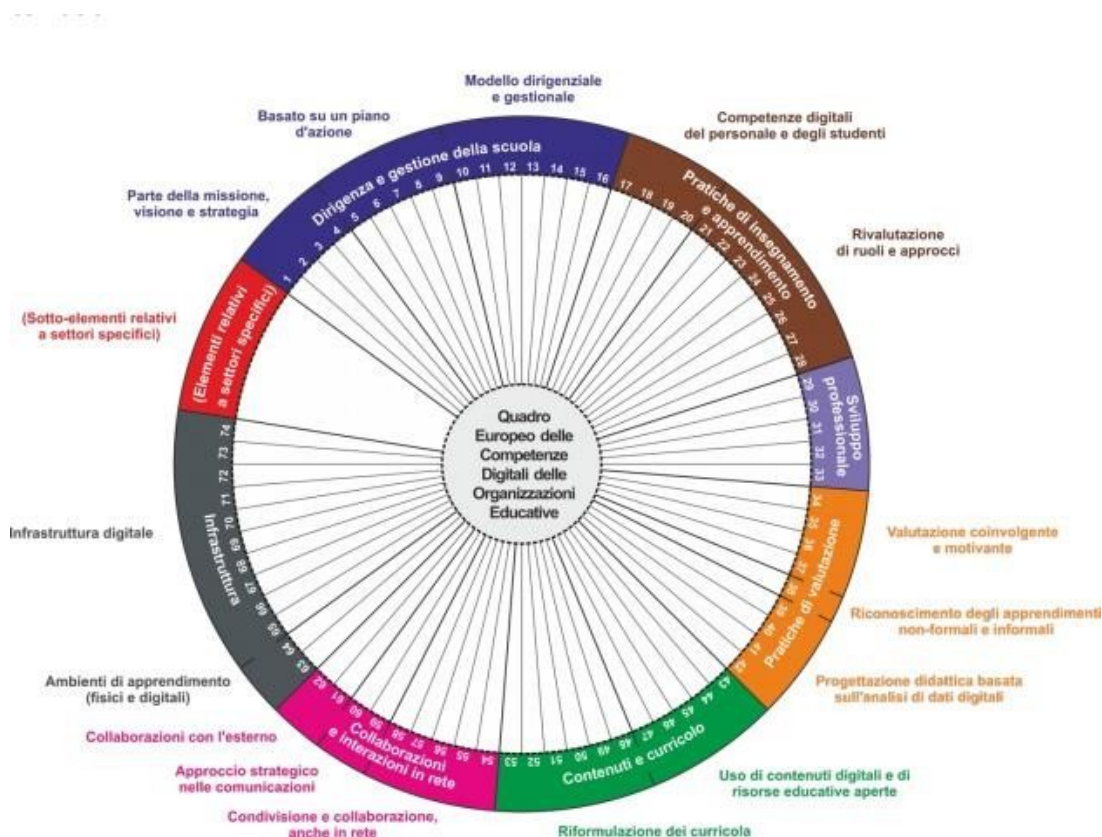 Modello dirigenziale
e gestionale
Basato su un piano
d'azione
Competenze digitali
del personale e degli studenti
Parte della missione,
visione e strategia
Rivalutazione
di ruoli e approcci
(Sotto-elementi relativi
a settori specifici)
Dirigenza e gestione della scuola
Pratiche di insegnamento
e apprendimento
(Elementi relativi
a settori specifici)
Sviluppo
professionale
Quadro
Europeo delle
Competenze
Digitali delle
Organizzazioni
Educative
1 2 3 4 5 6 7 8 9 10 11 12 13 14 15 16
17 18 19 20 21 22 23 24 25 26 27 28
29 30 31 32 33
34 35 36 37 38 39 40 41 42
43 44 45 46 47 48 49 50 51 52 53
54 55 56 57 58 59 60 61 62
63 64 65 66 67 68 69 70 71 72 73 74
Infrastruttura
Pratiche di valutazione
Collaborazioni
e interazioni in rete
Contenuti e curricolo
Infrastruttura digitale
Valutazione coinvolgente
e motivante
Riconoscimento degli apprendimenti
non-formali e informali
Ambienti di apprendimento
(fisici e digitali)
Progettazione didattica basata
sull'analisi di dati digitali
Collaborazioni con l'esterno
Approccio strategico
nelle comunicazioni
Uso di contenuti digitali e di
risorse educative aperte
Condivisione e collaborazione,
anche in rete
Riformulazione dei curricola